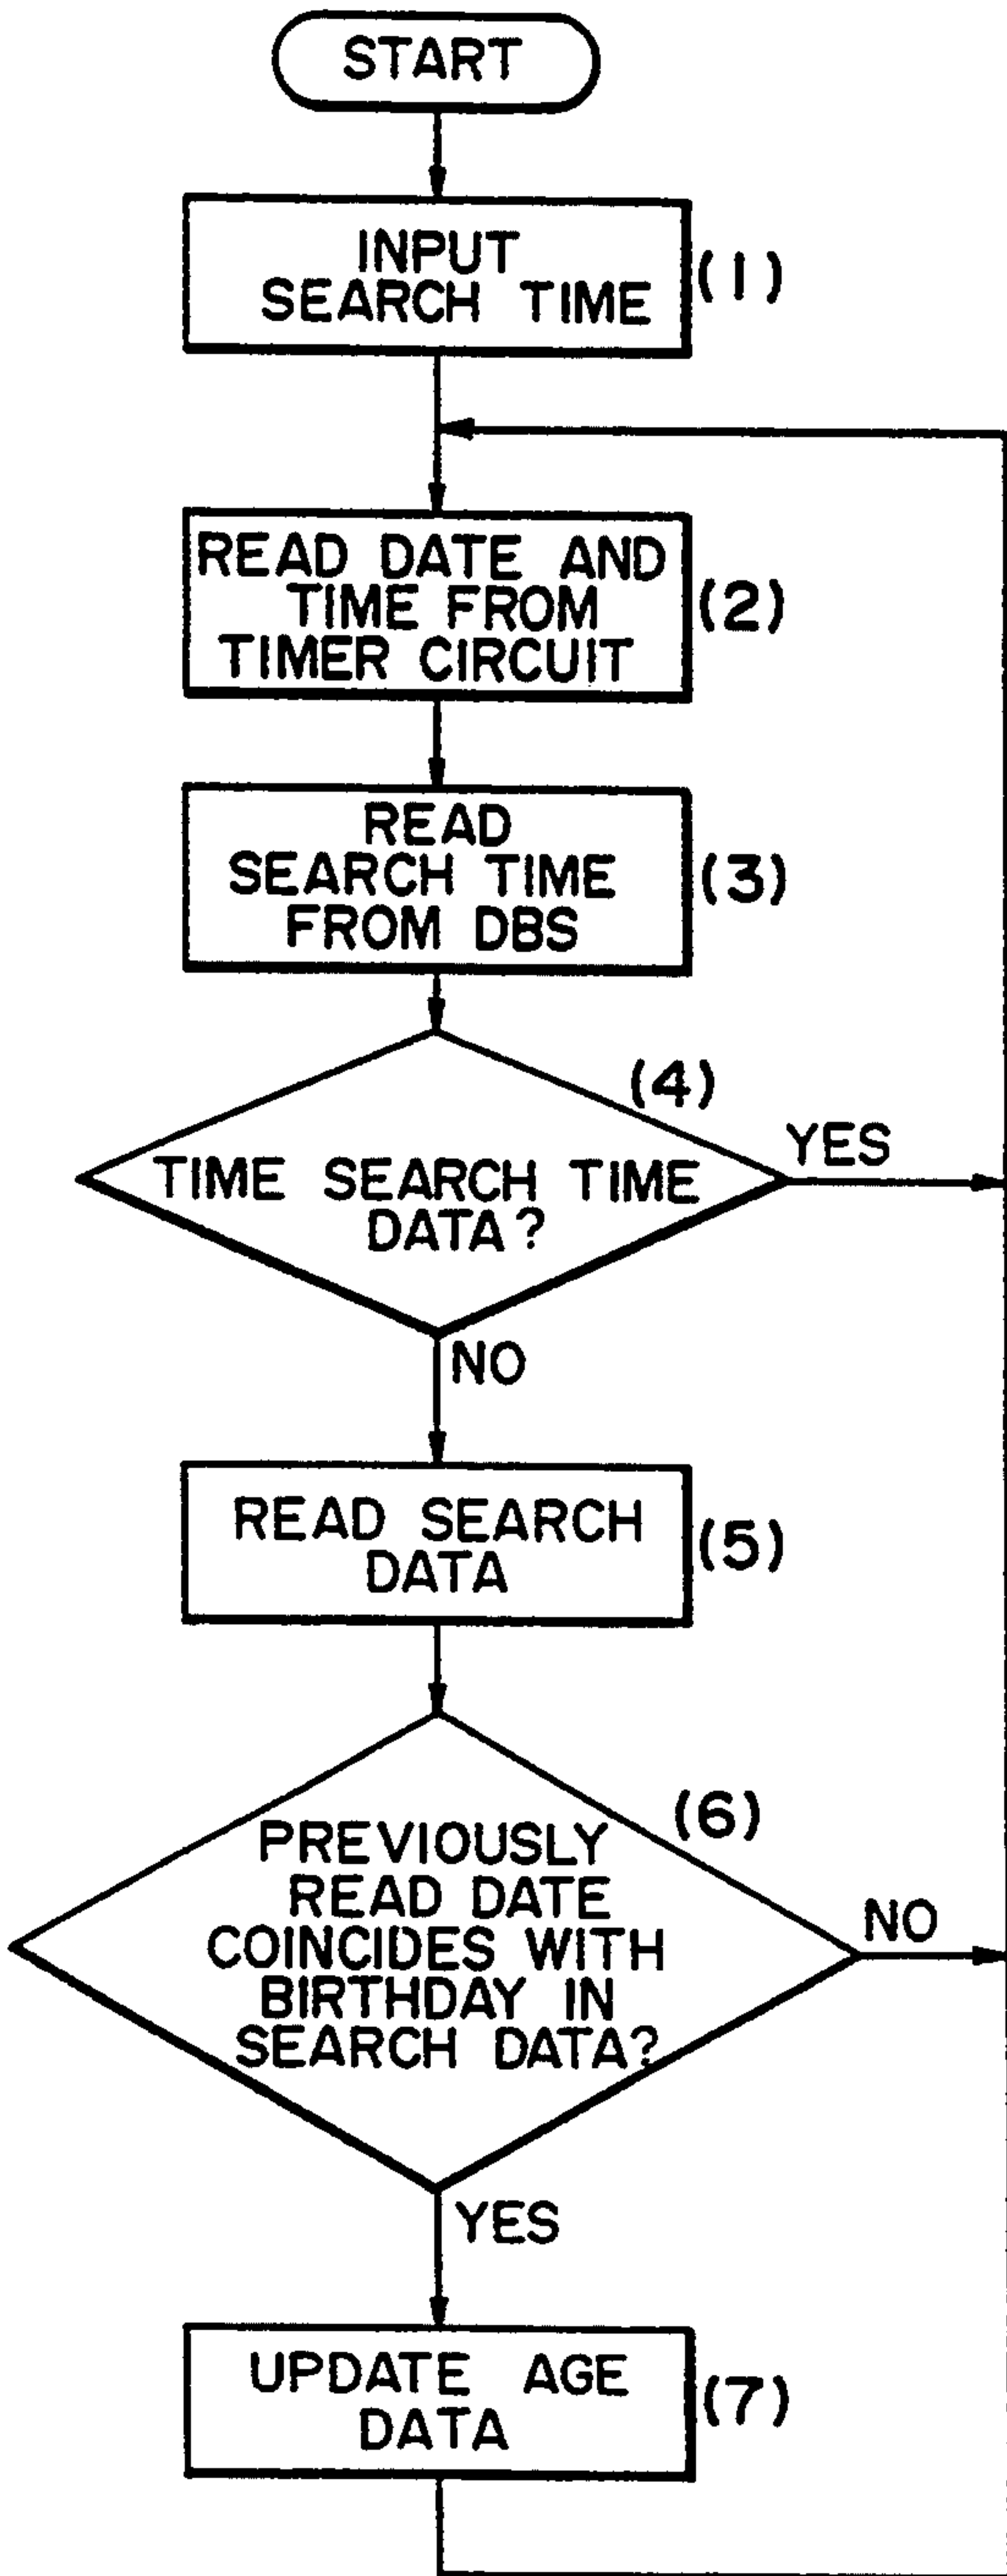 START
INPUT
SEARCH TIME
(1)
READ DATE AND
TIME FROM
TIMER CIRCUIT
(2)
READ
SEARCH TIME
FROM DBS
(3)
(4)
TIME SEARCH TIME
DATA?
YES
NO
READ SEARCH
DATA
(5)
(6)
PREVIOUSLY
READ DATE
COINCIDES WITH
BIRTHDAY IN
SEARCH DATA?
NO
YES
UPDATE AGE
DATA
(7)